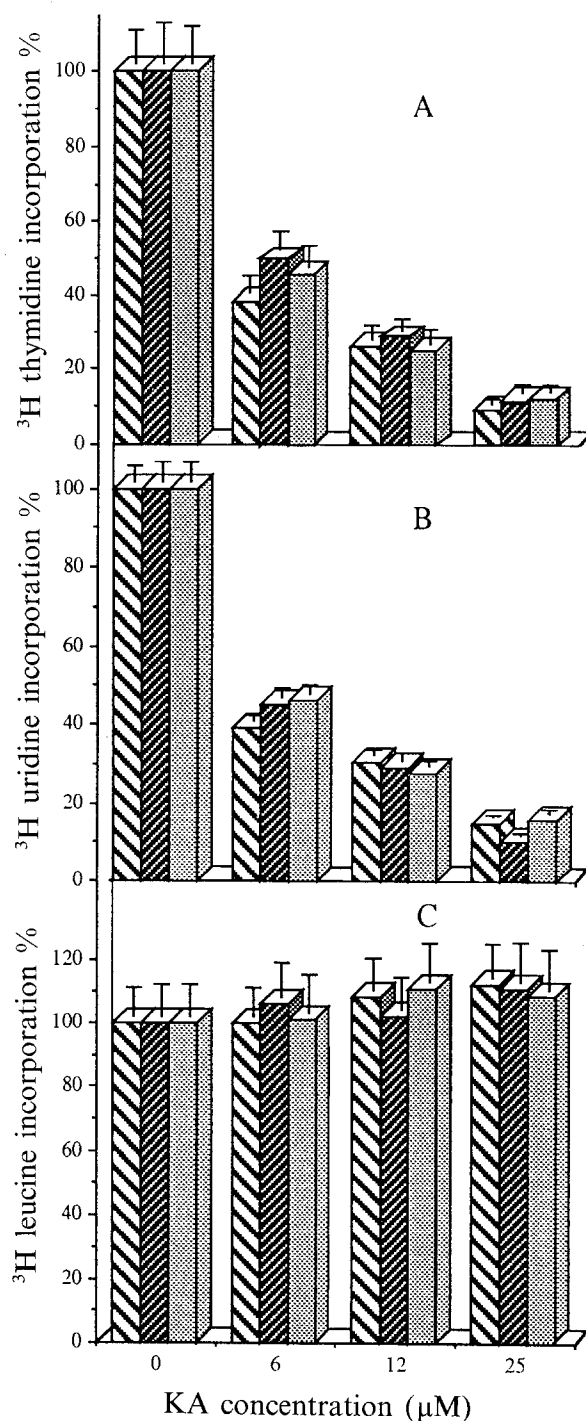 A
³H thymidine incorporation %
100
80
60
40
20
0
B
³H uridine incorporation %
100
80
60
40
20
0
C
³H leucine incorporation %
120
100
80
60
40
20
0
0 6 12 25
KA concentration (μM)